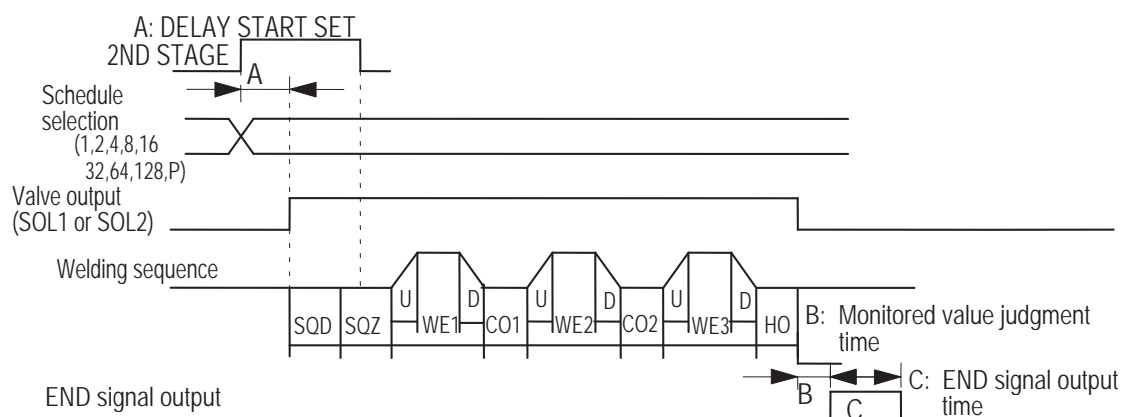 A: DELAY START SET
2ND STAGE
A
Schedule
selection
(1,2,4,8,16
32,64,128,P)
Valve output
(SOL1 or SOL2)
Welding sequence
U D U D U D
SQD SQZ WE1 CO1 WE2 CO2 WE3 HO
B: Monitored value judgment
time
B
C: END signal output
time
C
END signal output